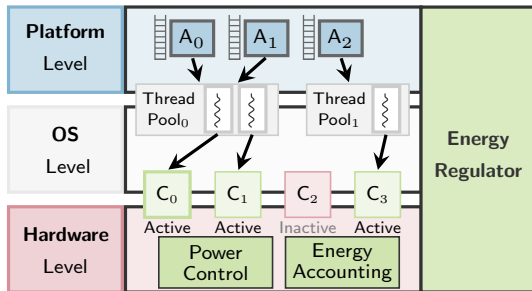 Platform
Level
A₀ A₁ A₂
Thread
Pool₀
Thread
Pool₁
OS
Level
Energy
Regulator
C₀ C₁ C₂ C₃
Active Active Inactive Active
Hardware
Level
Power
Control
Energy
Accounting